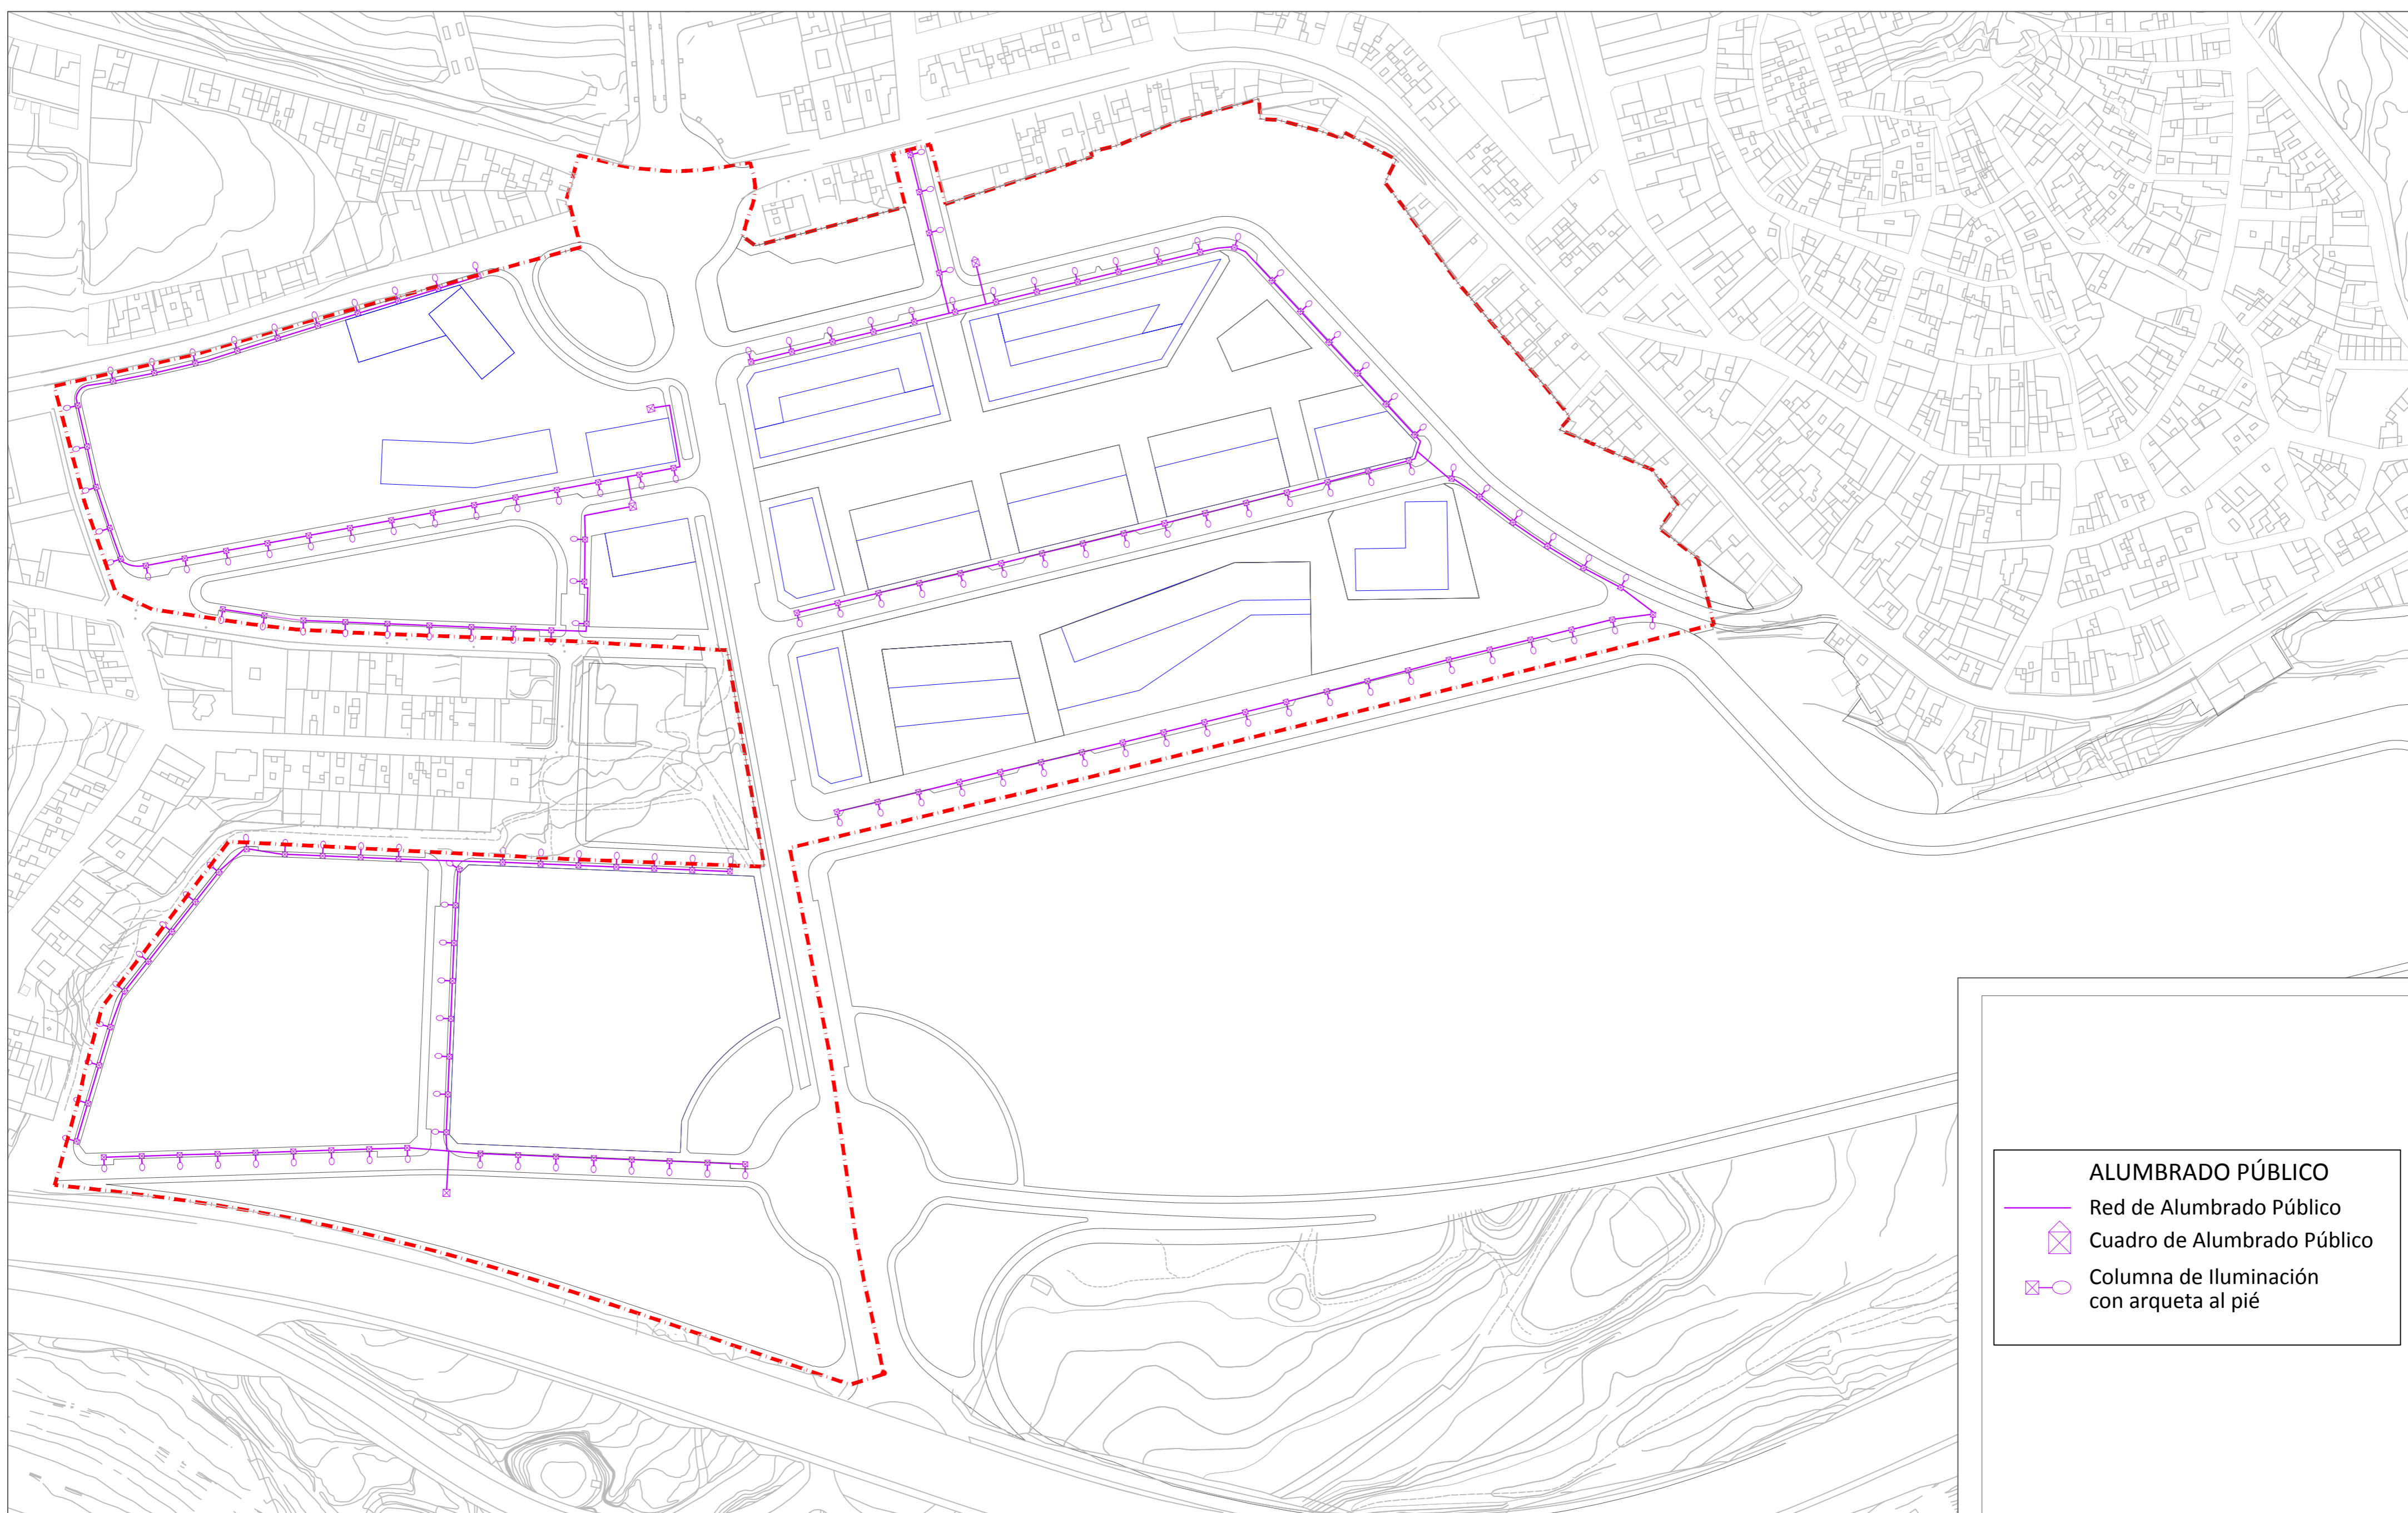 ALUMBRADO PÚBLICO
Red de Alumbrado Público
Cuadro de Alumbrado Público
Columna de Iluminación
con arqueta al pié